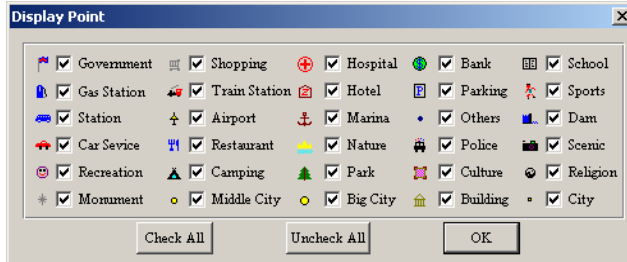 Display Point
Government Shopping Hospital Bank School
Gas Station Train Station Hotel Parking Sports
Station Airport Marina Others Dam
Car Sevice Restaurant Nature Police Scenic
Recreation Camping Park Culture Religion
Monument Middle City Big City Building City
Check All Uncheck All OK